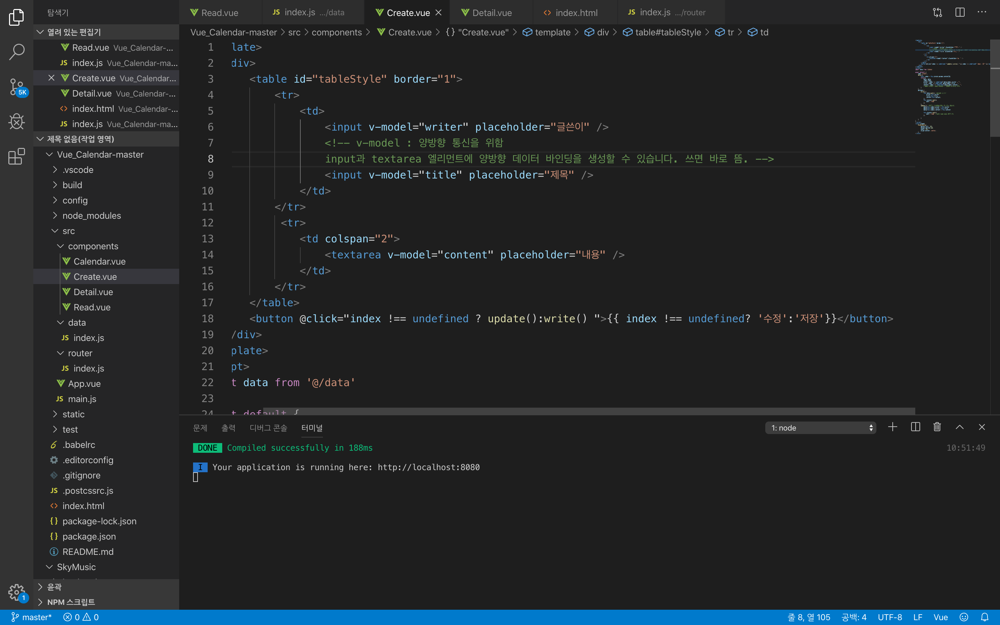 탐색기
Read.vue
JS index.js .../data
Create.vue
Detail.vue
<> index.html
JS index.js .../router
Vue_Calendar-master > src > components > Create.vue > {} "Create.vue" > template > div > table#tableStyle > tr > td
열려 있는 편집기
Read.vue Vue_Calendar-...
JS index.js Vue_Calendar-ma...
Create.vue Vue_Calendar...
Detail.vue Vue_Calendar-...
<> index.html Vue_Calendar-...
JS index.js Vue_Calendar-ma...
5K
제목 없음(작업 영역)
Vue_Calendar-master
.vscode
build
config
node_modules
src
components
Calendar.vue
Create.vue
Detail.vue
Read.vue
data
JS index.js
router
JS index.js
App.vue
JS main.js
static
test
.babelrc
.editorconfig
.gitignore
JS .postcssrc.js
<> index.html
{} package-lock.json
{} package.json
README.md
SkyMusic
윤곽
NPM 스크립트
1
1 late>
2 div>
3 <table id="tableStyle" border="1">
4 <tr>
5 <td>
6 <input v-model="writer" placeholder="글쓴이" />
7 <!-- v-model : 양방향 통신을 위함
8 input과 textarea 엘리먼트에 양방향 데이터 바인딩을 생성할 수 있습니다. 쓰면 바로 뜸. -->
9 <input v-model="title" placeholder="제목" />
10 </td>
11 </tr>
12 <tr>
13 <td colspan="2">
14 <textarea v-model="content" placeholder="내용" />
15 </td>
16 </tr>
17 </table>
18 <button @click="index !== undefined ? update():write() ">{{ index !== undefined? '수정':'저장'}}</button>
19 /div>
20 plate>
21 pt>
22 t data from '@/data'
23
24 t default {
문제 출력 디버그 콘솔 터미널
1: node
DONE Compiled successfully in 188ms 10:51:49
I Your application is running here: http://localhost:8080
master* 0 0
줄 8, 열 105 공백: 4 UTF-8 LF Vue